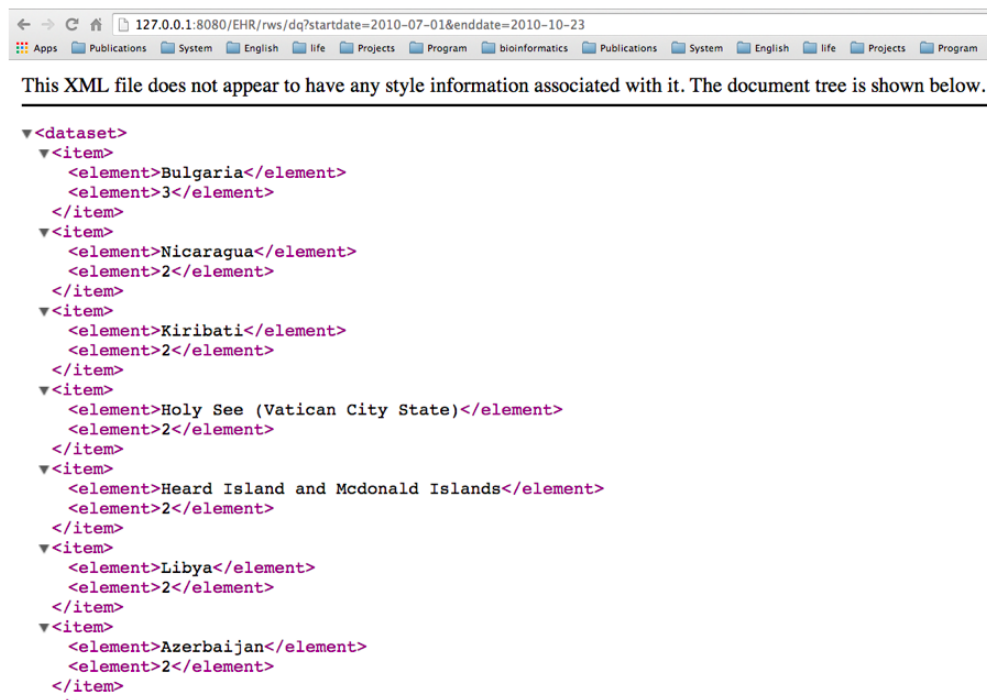 127.0.0.1:8080/EHR/rws/dq?startdate=2010-07-01&enddate=2010-10-23
Apps Publications System English life Projects Program bioinformatics Publications System English life Projects Program
This XML file does not appear to have any style information associated with it. The document tree is shown below.
▼<dataset>
▼<item>
<element>Bulgaria</element>
<element>3</element>
</item>
▼<item>
<element>Nicaragua</element>
<element>2</element>
</item>
▼<item>
<element>Kiribati</element>
<element>2</element>
</item>
▼<item>
<element>Holy See (Vatican City State)</element>
<element>2</element>
</item>
▼<item>
<element>Heard Island and Mcdonald Islands</element>
<element>2</element>
</item>
▼<item>
<element>Libya</element>
<element>2</element>
</item>
▼<item>
<element>Azerbaijan</element>
<element>2</element>
</item>